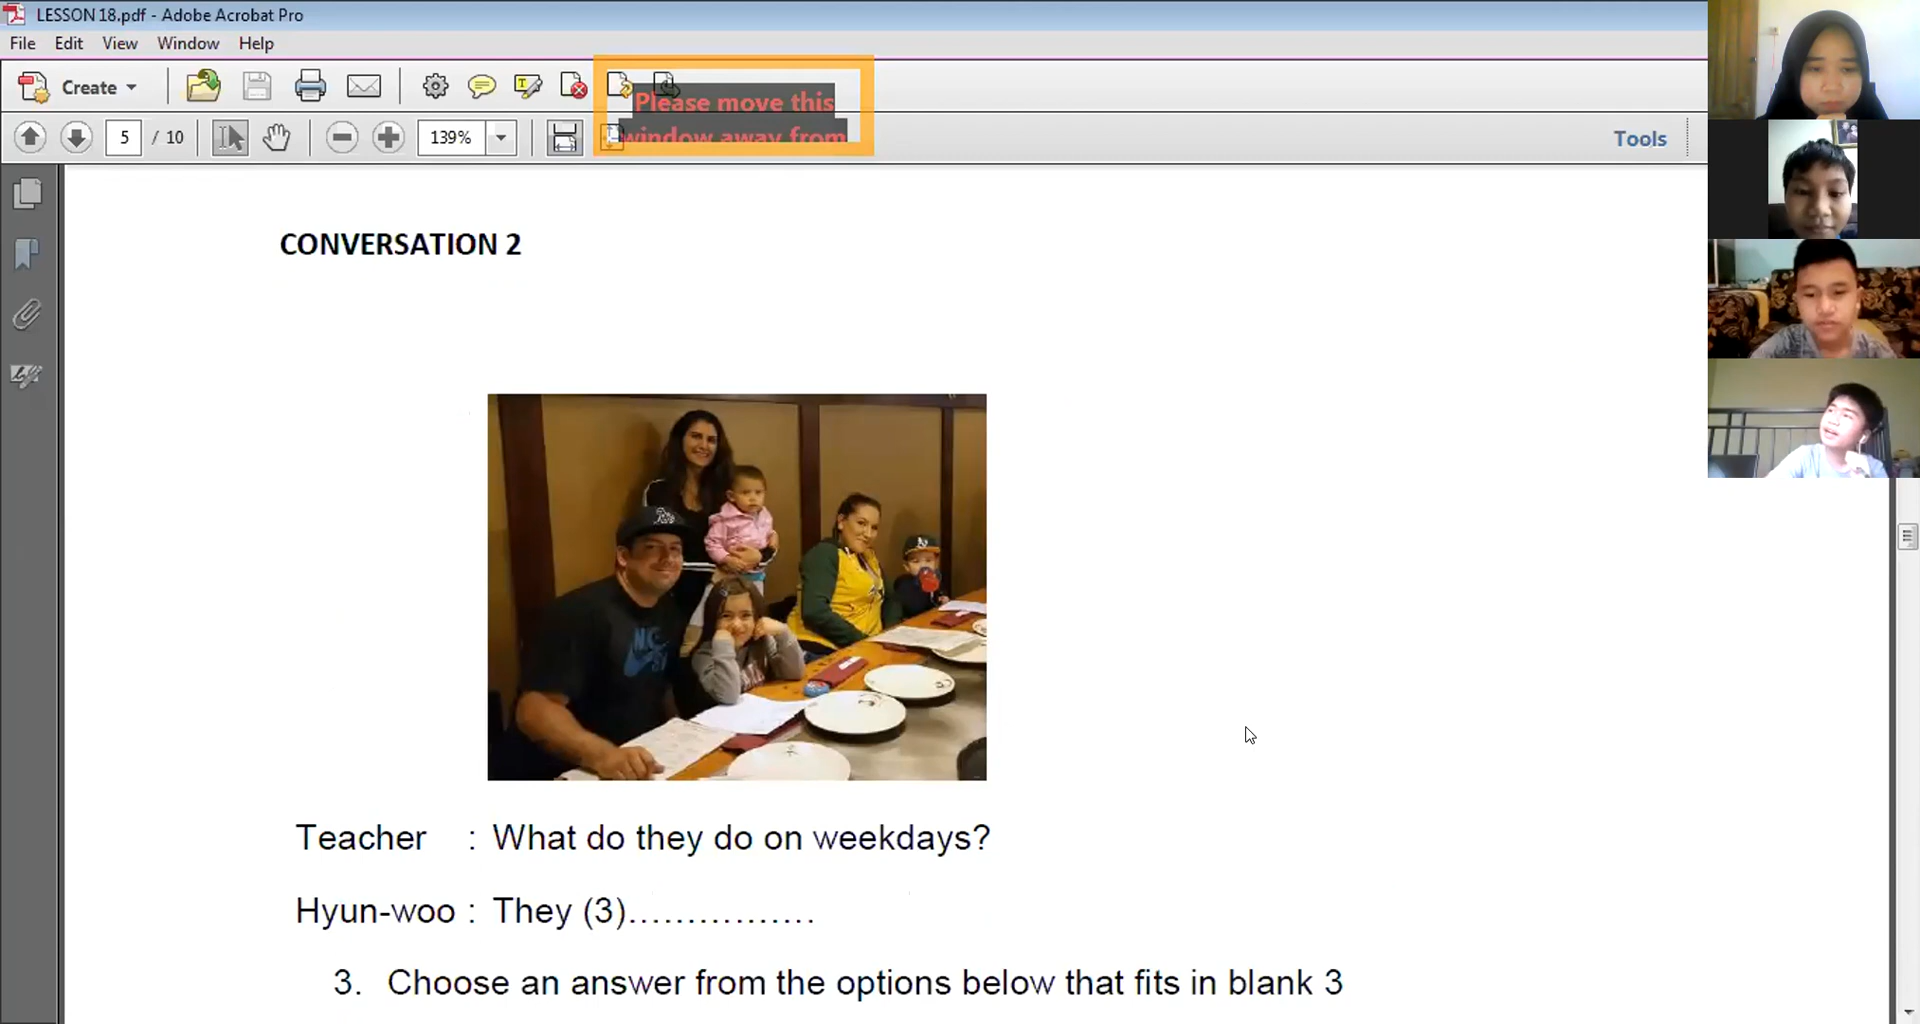 LESSON 18.pdf - Adobe Acrobat Pro
File Edit View Window Help
Create
Please move this
window away from
5 / 10
139%
Tools
CONVERSATION 2
Teacher : What do they do on weekdays?
Hyun-woo : They (3)................
3. Choose an answer from the options below that fits in blank 3